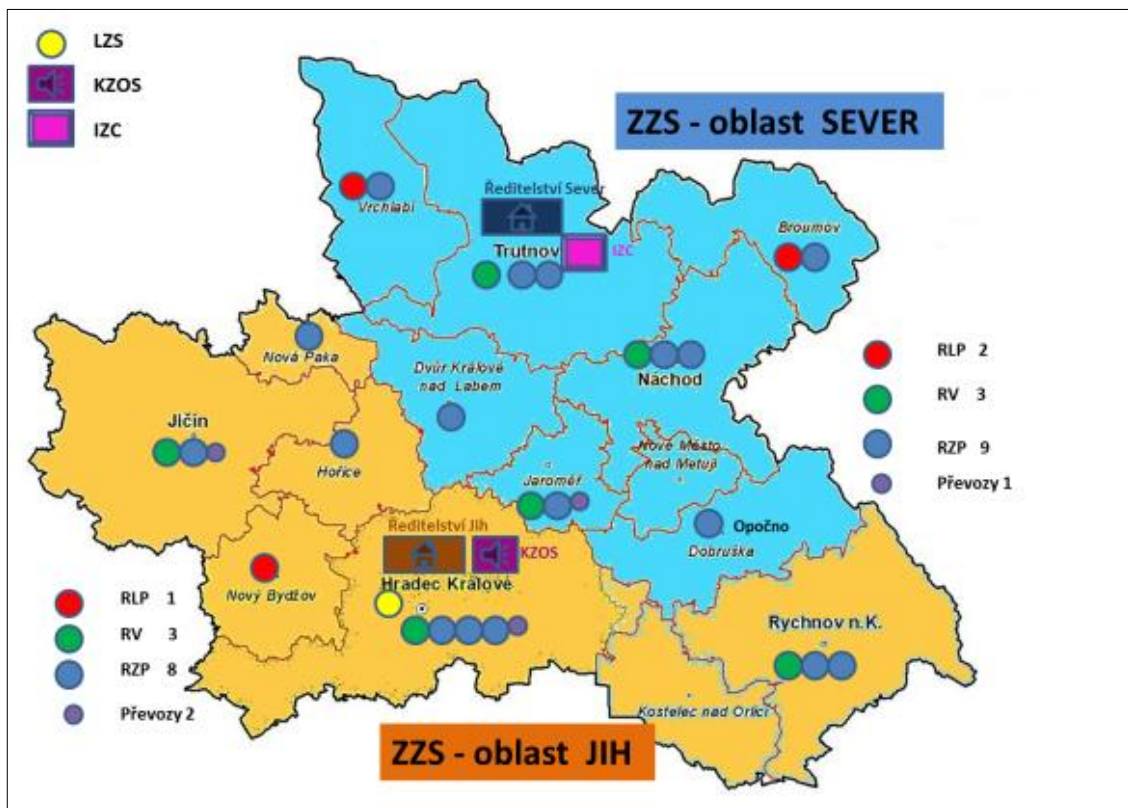 LZS
KZOS
IZC
ZZS - oblast SEVER
Ředitelství Sever
Vrchlabí
Trutnov
IZC
Broumov
Nová Paka
Dvůr Králové
nad Labem
Náchod
RLP 2
RV 3
RZP 9
Převozy 1
Jičín
Hořice
Jaroměř
Nové Město
nad Metují
Opočno
Dobruška
Ředitelství Jih
KZOS
Hradec Králové
Nový Bydžov
RLP 1
RV 3
RZP 8
Převozy 2
Rychnov n.K.
Kostelec nad Orlicí
ZZS - oblast JIH